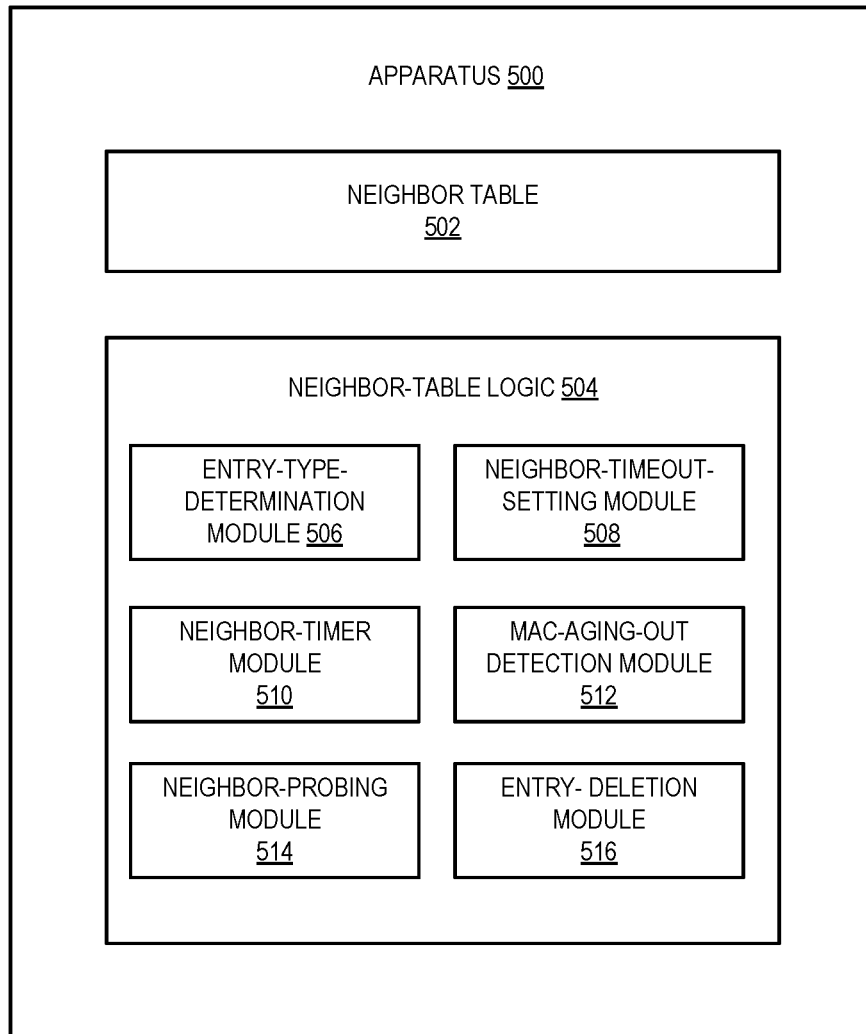 APPARATUS 500
NEIGHBOR TABLE
502
NEIGHBOR-TABLE LOGIC 504
ENTRY-TYPE-
DETERMINATION
MODULE 506
NEIGHBOR-TIMEOUT-
SETTING MODULE
508
NEIGHBOR-TIMER
MODULE
510
MAC-AGING-OUT
DETECTION MODULE
512
NEIGHBOR-PROBING
MODULE
514
ENTRY- DELETION
MODULE
516